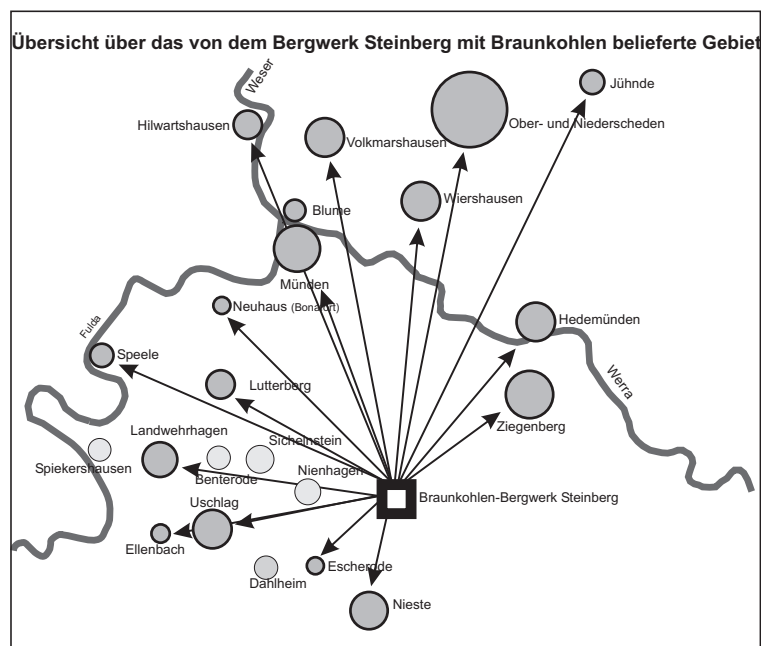 Übersicht über das von dem Bergwerk Steinberg mit Braunkohlen belieferte Gebiet
Weser
Jühnde
Hilwartshausen
Ober- und Niederscheden
Volkmarshausen
Wiershausen
Blume
Münden
Neuhaus (Bonafort)
Hedemünden
Fulda
Speele
Werra
Lutterberg
Ziegenberg
Landwehrhagen
Sichelnstein
Spiekershausen
Benterode
Nienhagen
Braunkohlen-Bergwerk Steinberg
Uschlag
Ellenbach
Escherode
Dahlheim
Nieste